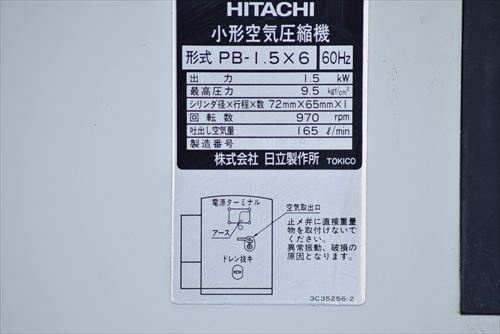 HITACHI
小形空気圧縮機
形式 PB-1.5×6 60Hz
出力 1.5 kW
最高圧力 9.5 kgf/cm²
シリンダ径×行程×数 72mm×65mm×1
回転数 970 rpm
吐出し空気量 165 ℓ/min
製造番号
株式会社 日立製作所 TOKICO
電源ターミナル
空気取出口
アース
ドレン抜キ
止メ弁に直接重量
物を取付けないで
ください。
異常振動、破損の
原因となります。
3C35256-2